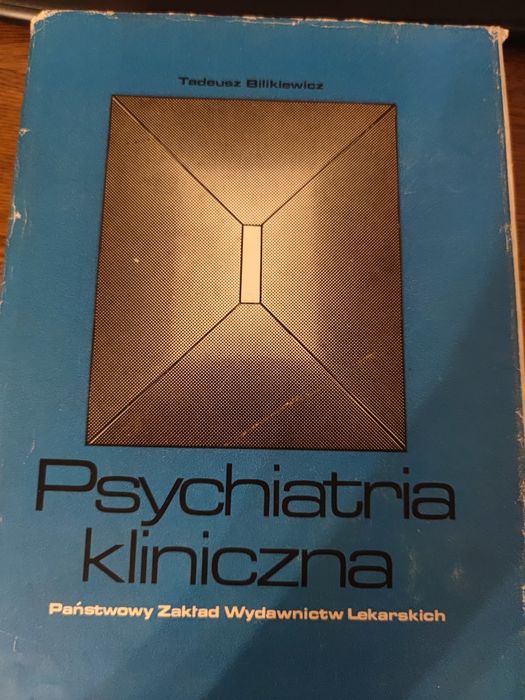 Tadeusz Bilikiewicz
Psychiatria
kliniczna
Państwowy Zakład Wydawnictw Lekarskich